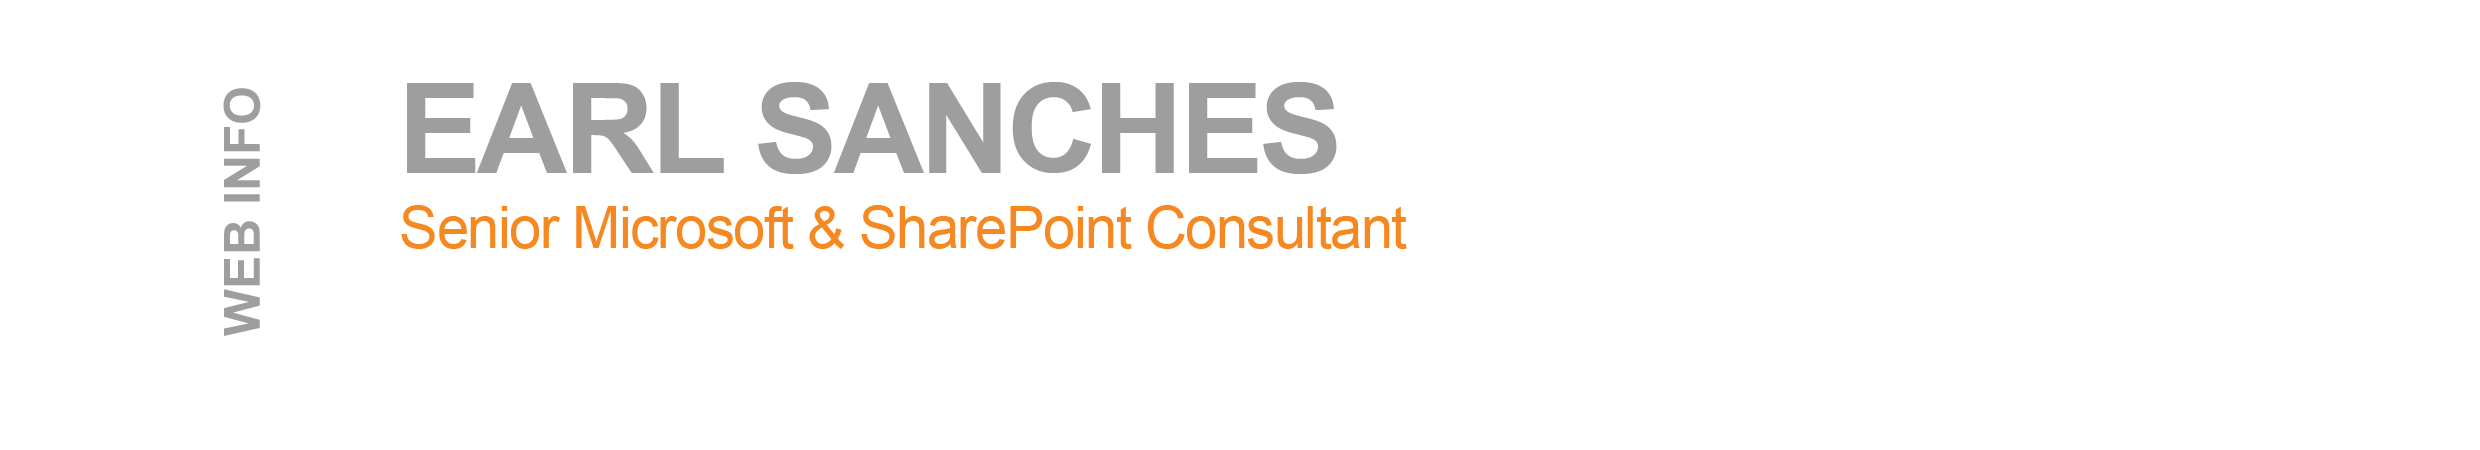 WEB INFO
EARL SANCHES
Senior Microsoft & SharePoint Consultant